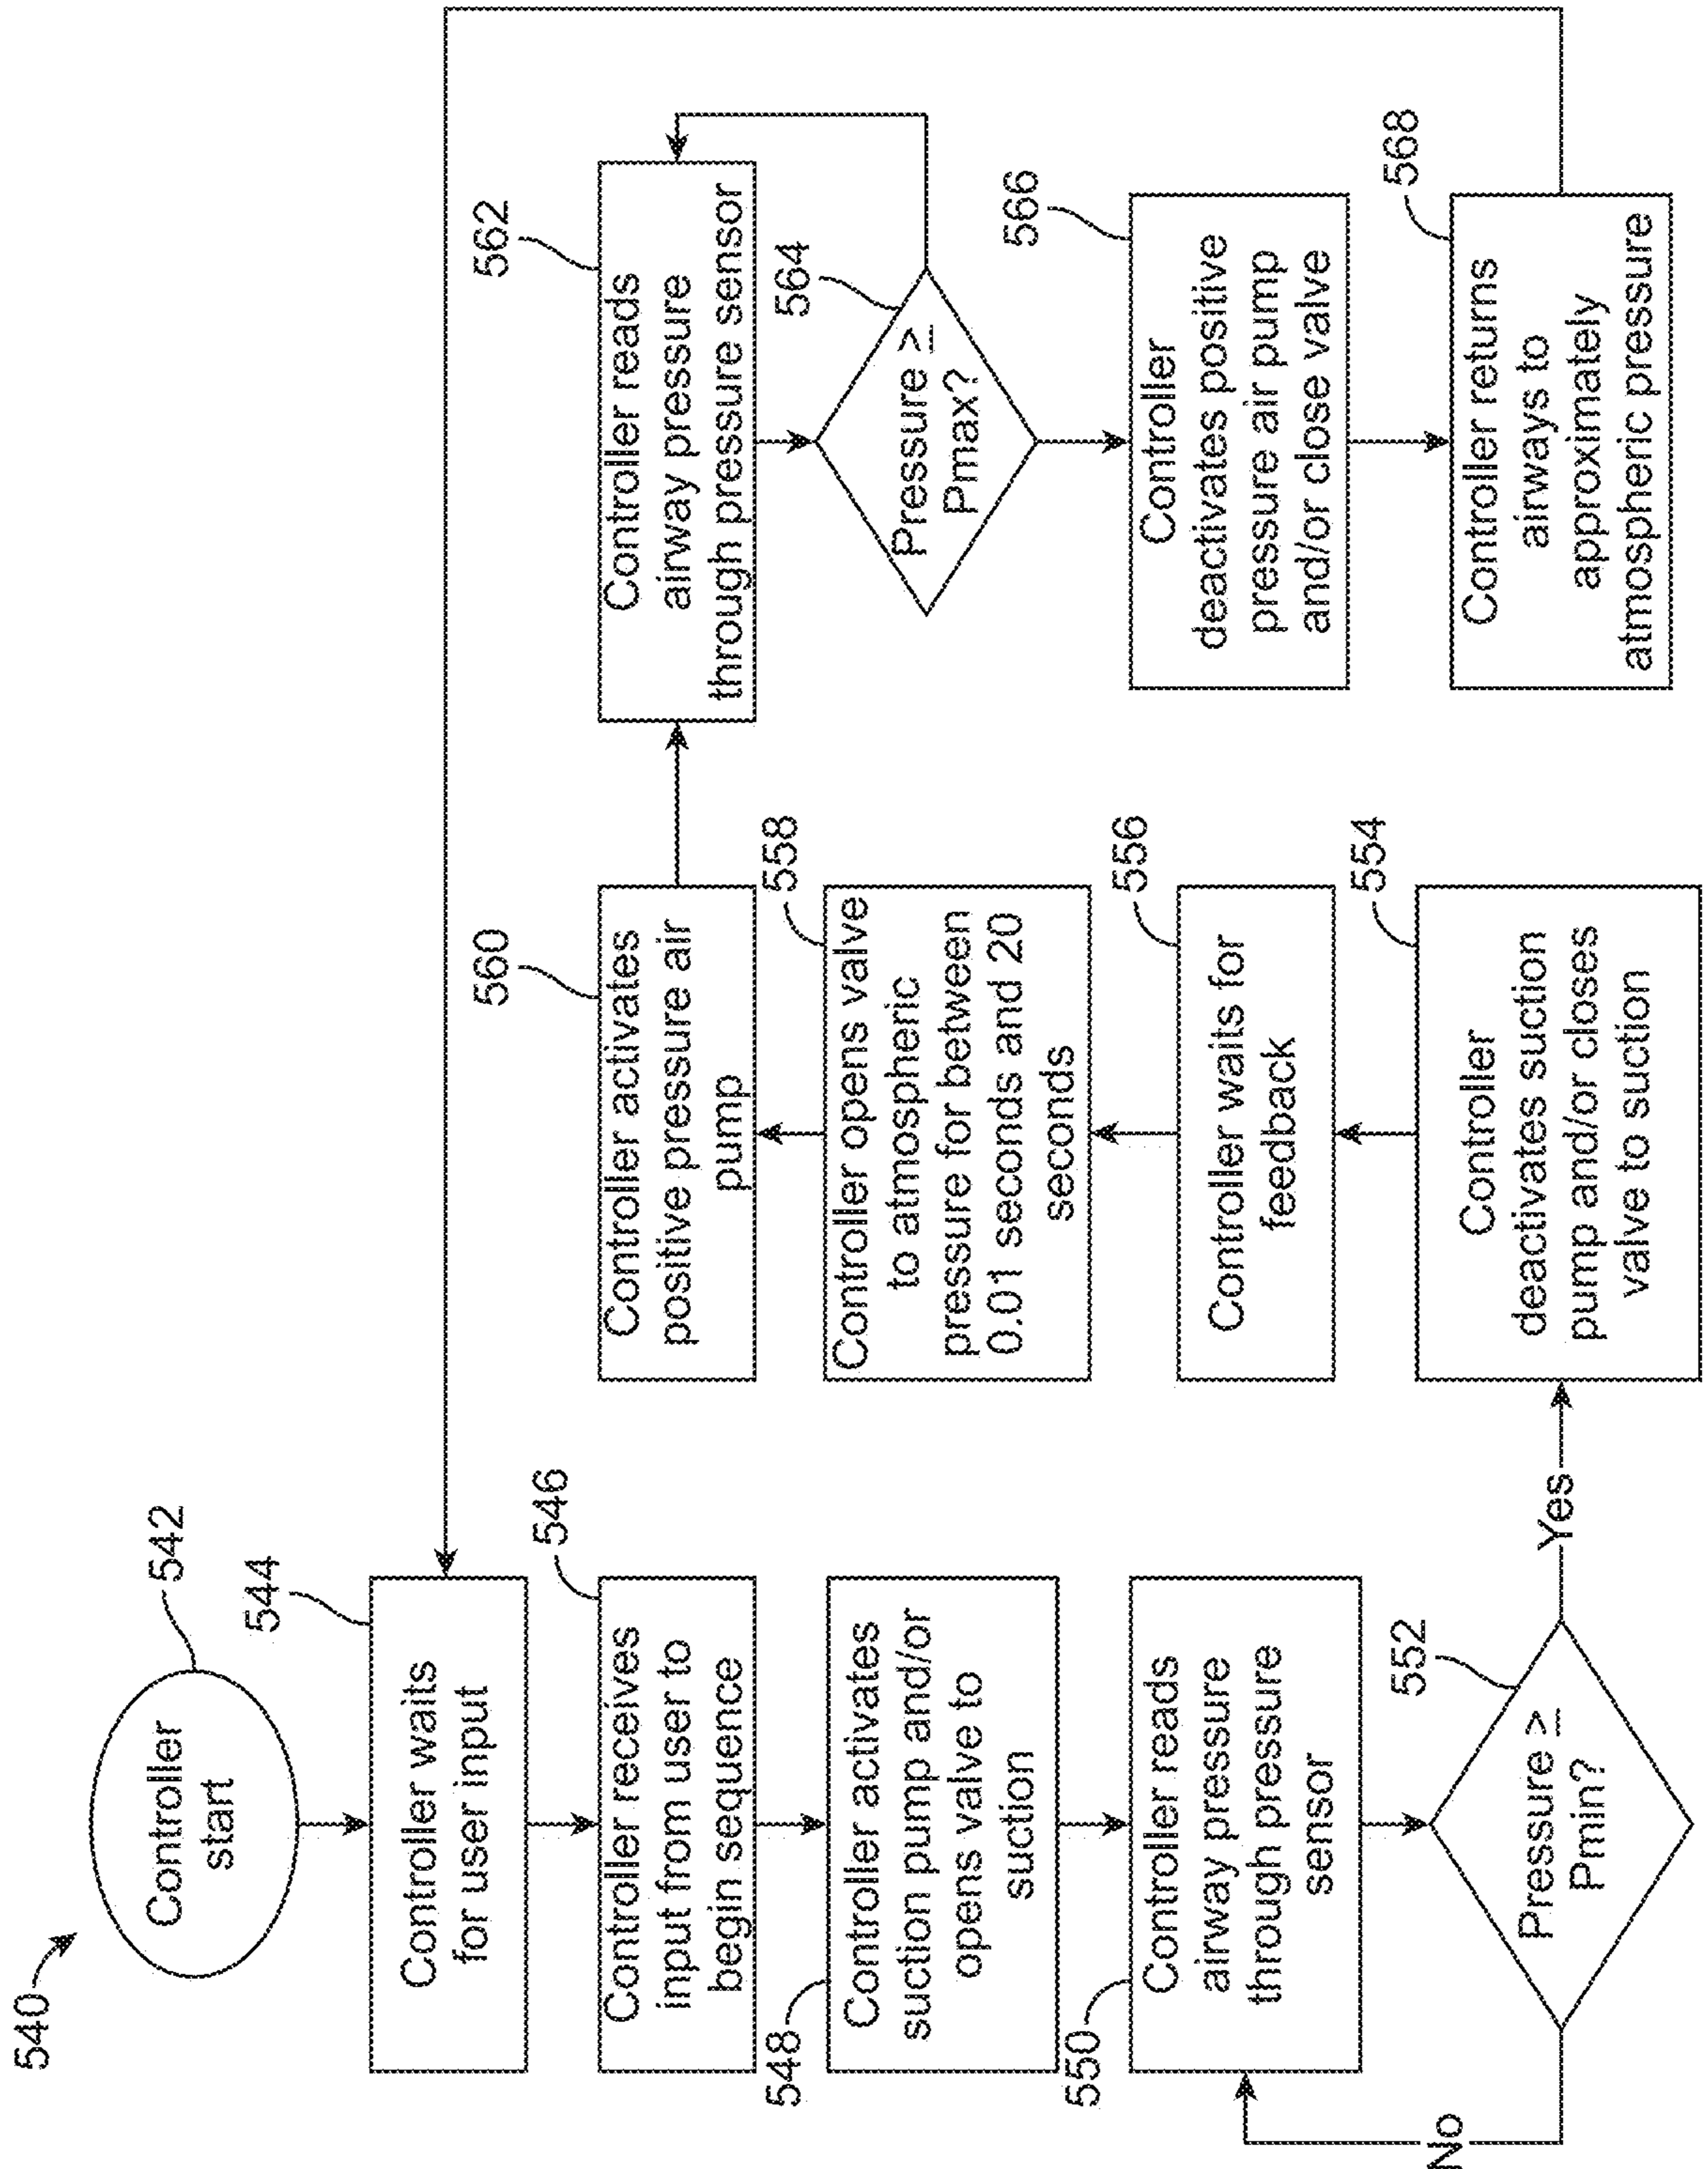 540
Controller
start
542
Controller waits
for user input
544
Controller receives
input from user to
begin sequence
546
Controller activates
suction pump and/or
opens valve to
suction
548
Controller reads
airway pressure
through pressure
sensor
550
Pressure ≥
Pmin?
552
No
Yes
Controller
deactivates suction
pump and/or closes
valve to suction
554
Controller waits for
feedback
556
Controller opens valve
to atmospheric
pressure for between
0.01 seconds and 20
seconds
558
Controller activates
positive pressure air
pump
560
Controller reads
airway pressure
through pressure sensor
562
Pressure ≥
Pmax?
564
Controller
deactivates positive
pressure air pump
and/or close valve
566
Controller returns
airways to
approximately
atmospheric pressure
568